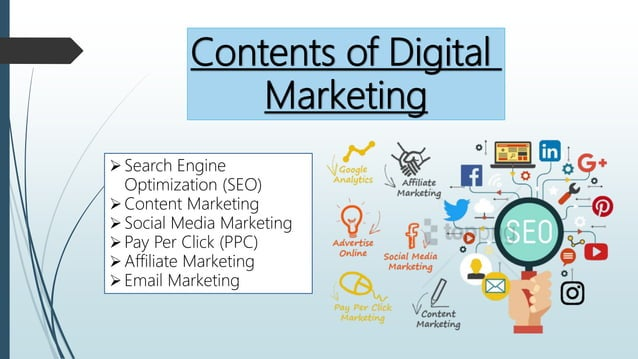 Contents of Digital
Marketing
Search Engine
Optimization (SEO)
Content Marketing
Social Media Marketing
Pay Per Click (PPC)
Affiliate Marketing
Email Marketing
Google
Analytics
Affiliate
Marketing
Advertise
Online
Social Media
Marketing
Pay Per Click
Marketing
Content
Marketing
SEO
in
G+